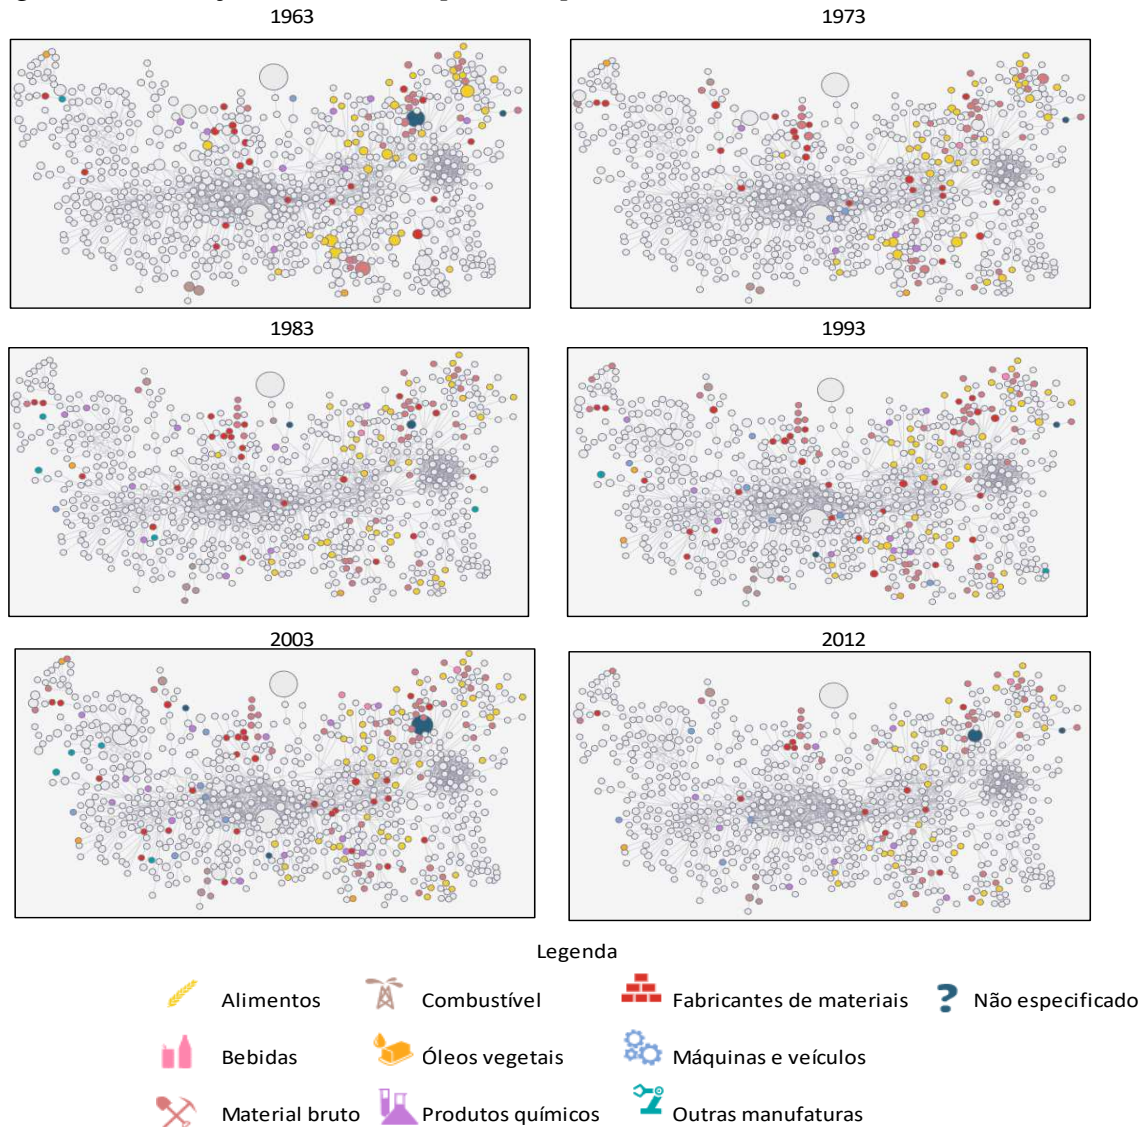 1963 1973
1983 1993
2003 2012
Legenda
Alimentos Combustível Fabricantes de materiais Não especificado
Bebidas Óleos vegetais Máquinas e veículos
Material bruto Produtos químicos Outras manufaturas